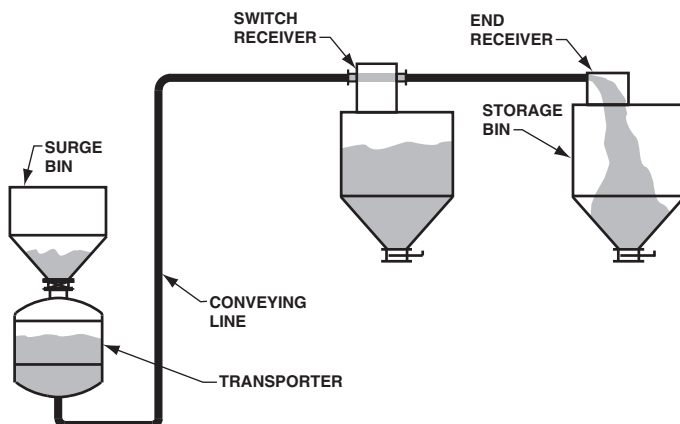 SWITCH
RECEIVER
END
RECEIVER
STORAGE
BIN
SURGE
BIN
CONVEYING
LINE
TRANSPORTER